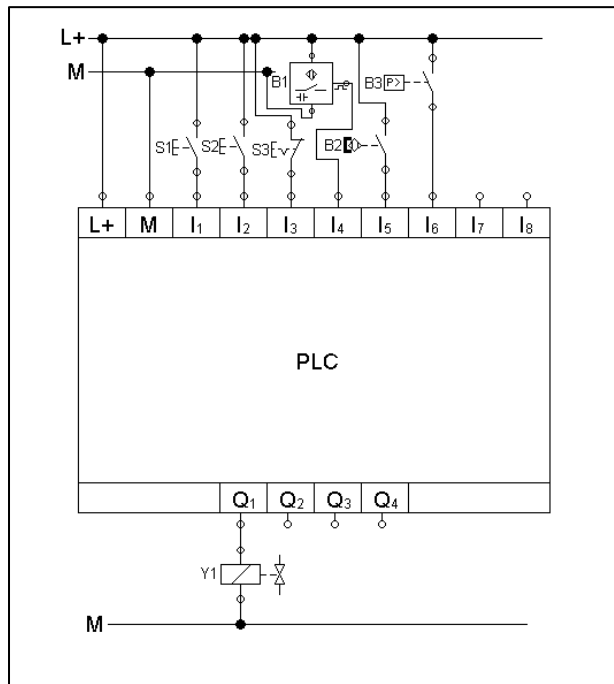 L+
M
B1
B3 P>
S1 S2 S3 B2
L+ M I1 I2 I3 I4 I5 I6 I7 I8
PLC
Q1 Q2 Q3 Q4
Y1
M